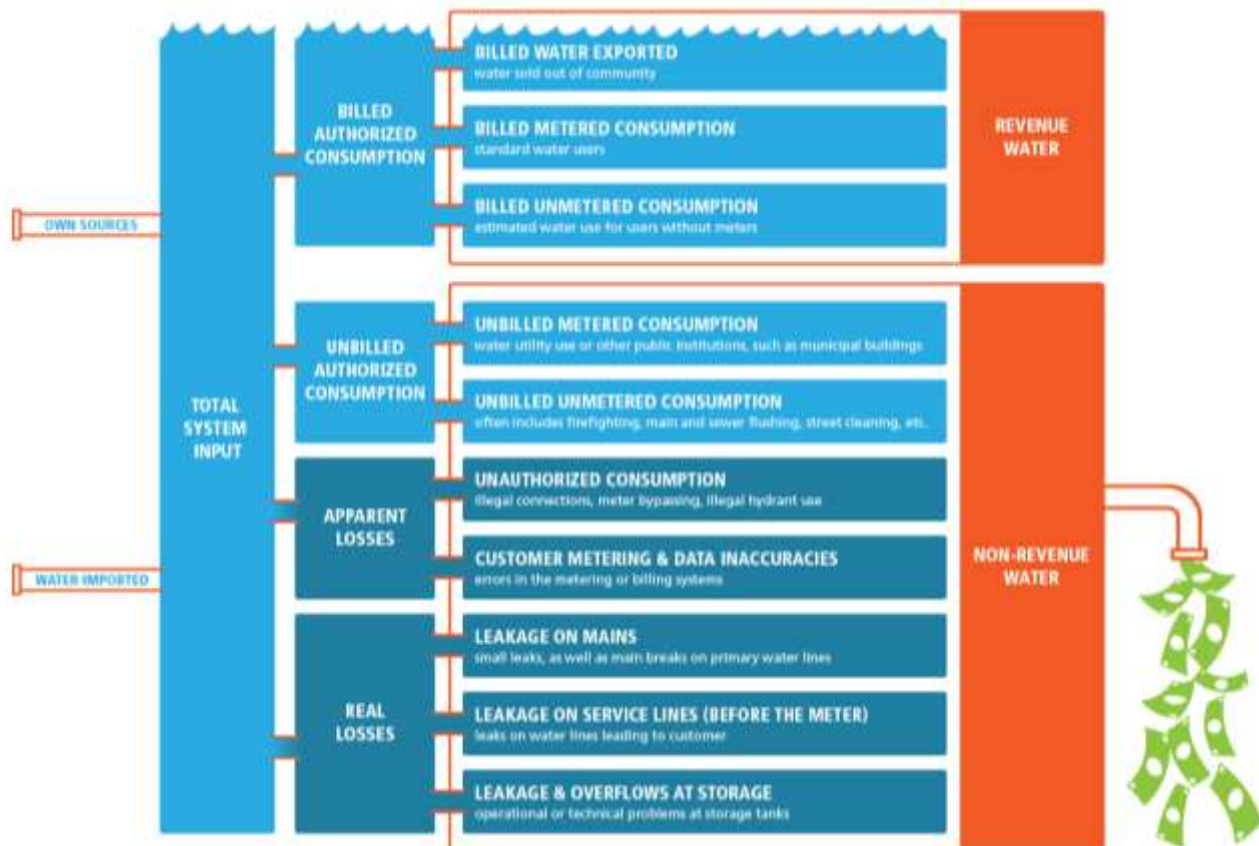 OWN SOURCES
WATER IMPORTED
TOTAL
SYSTEM
INPUT
BILLED
AUTHORIZED
CONSUMPTION
BILLED WATER EXPORTED
water sold out of community
BILLED METERED CONSUMPTION
standard water users
BILLED UNMETERED CONSUMPTION
estimated water use for users without meters
REVENUE
WATER
UNBILLED
AUTHORIZED
CONSUMPTION
UNBILLED METERED CONSUMPTION
water utility use or other public institutions, such as municipal buildings
UNBILLED UNMETERED CONSUMPTION
often includes firefighting, main and sewer flushing, street cleaning, etc.
APPARENT
LOSSES
UNAUTHORIZED CONSUMPTION
illegal connections, meter bypassing, illegal hydrant use
CUSTOMER METERING & DATA INACCURACIES
errors in the metering or billing systems
REAL
LOSSES
LEAKAGE ON MAINS
small leaks, as well as main breaks on primary water lines
LEAKAGE ON SERVICE LINES (BEFORE THE METER)
leaks on water lines leading to customer
LEAKAGE & OVERFLOWS AT STORAGE
operational or technical problems at storage tanks
NON-REVENUE
WATER